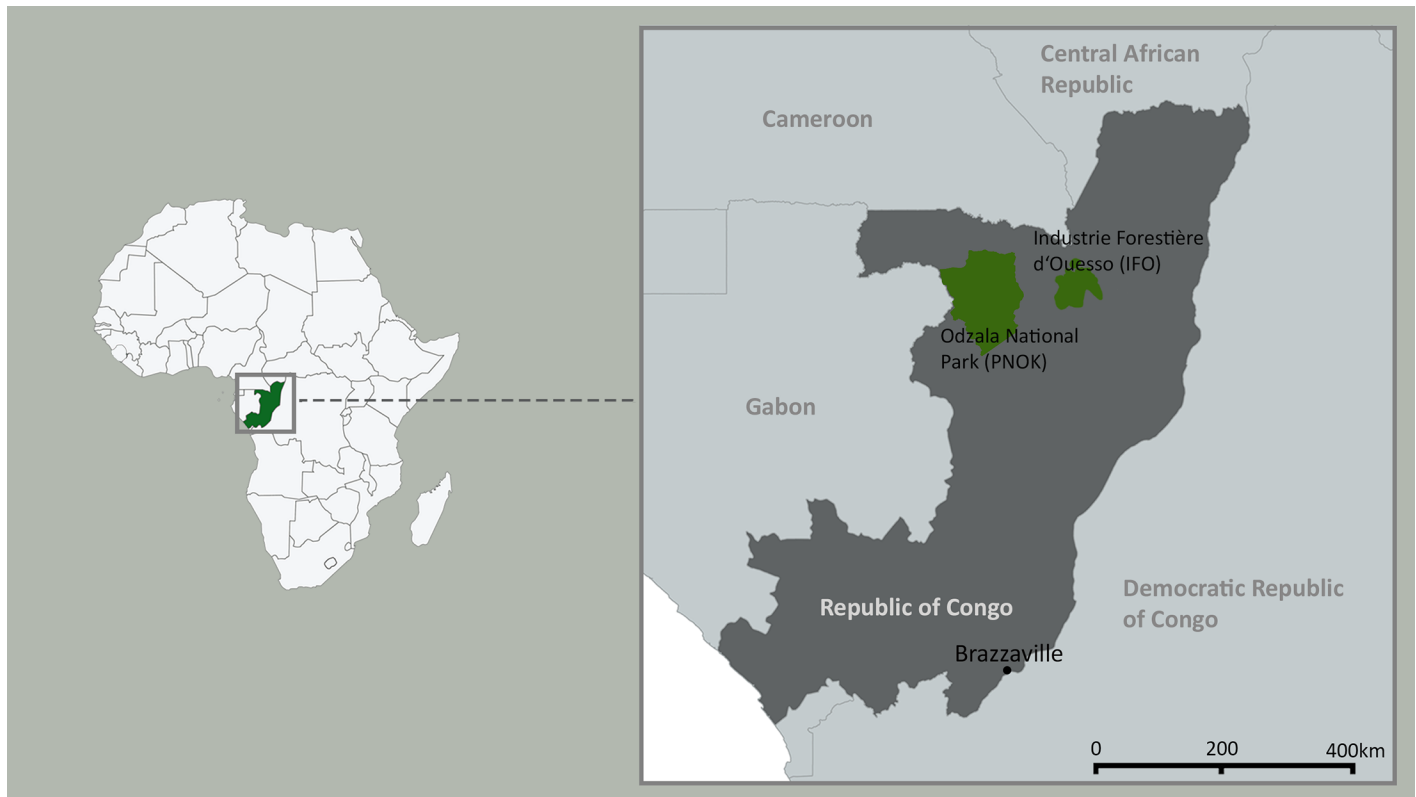 Central African
Republic
Cameroon
Industrie Forestière
d‘Ouesso (IFO)
Odzala National
Park (PNOK)
Gabon
Democratic Republic
of Congo
Republic of Congo
Brazzaville
0 200 400km